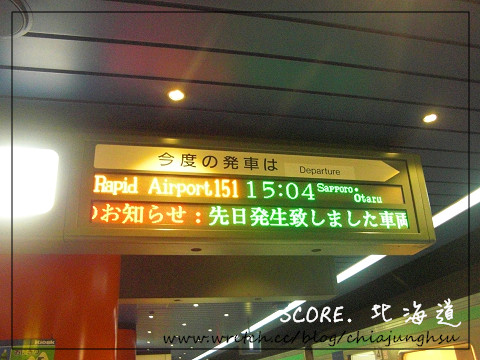 今度の発車は Departure
Rapid Airport151 15:04 Sapporo・Otaru
のお知らせ：先日発生致しました車両
SCORE. 北海道
www.wretch.cc/blog/chiajunghsu